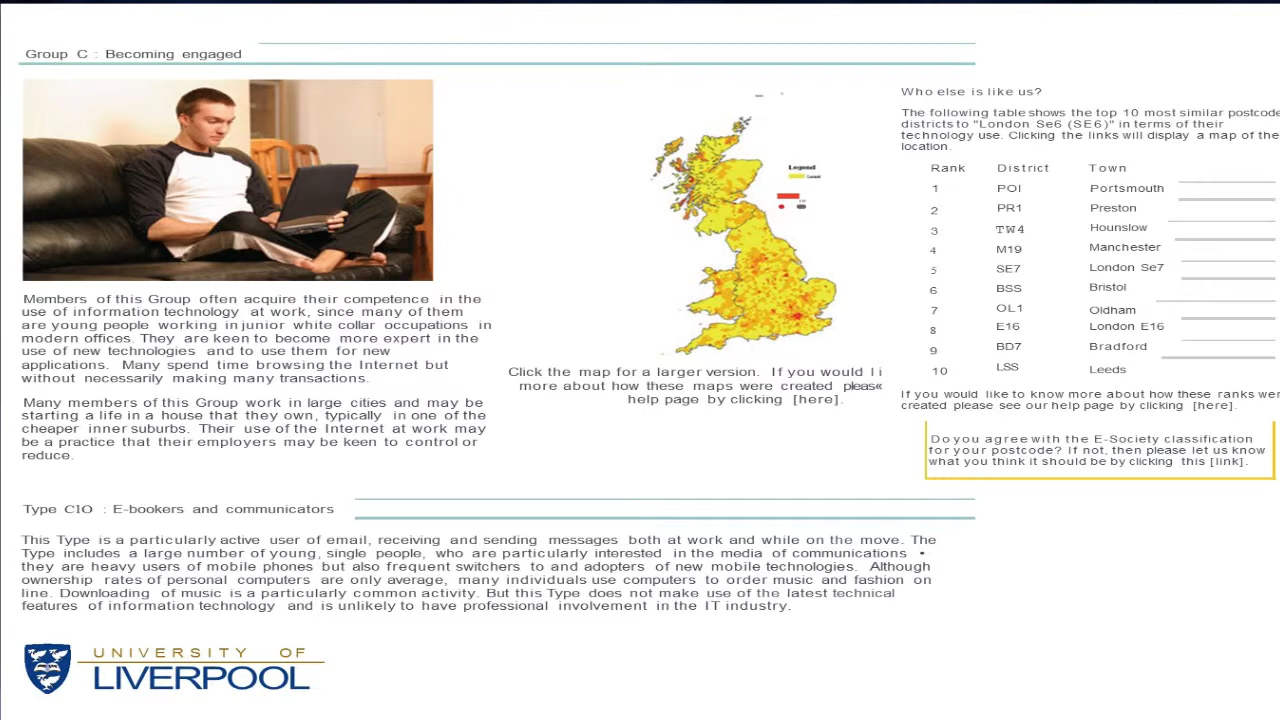 Group C : Becoming engaged
Members of this Group often acquire their competence in the
use of information technology at work, since many of them
are young people working in junior white collar occupations in
modern offices. They are keen to become more expert in the
use of new technologies and to use them for new
applications. Many spend time browsing the Internet but
without necessarily making many transactions.
Many members of this Group work in large cities and may be
starting a life in a house that they own, typically in one of the
cheaper inner suburbs. Their use of the Internet at work may
be a practice that their employers may be keen to control or
reduce.
Legend
Click the map for a larger version. If you would li
more about how these maps were created pleas«
help page by clicking [here].
Who else is like us?
The following table shows the top 10 most similar postcode
districts to "London Se6 (SE6)" in terms of their
technology use. Clicking the links will display a map of the
location.
Rank District Town
1 POI Portsmouth
2 PR1 Preston
3 TW4 Hounslow
4 M19 Manchester
5 SE7 London Se7
6 BSS Bristol
7 OL1 Oldham
8 E16 London E16
9 BD7 Bradford
10 LSS Leeds
If you would like to know more about how these ranks wer
created please see our help page by clicking [here].
Do you agree with the E-Society classification
for your postcode? If not, then please let us know
what you think it should be by clicking this [link].
Type ClO : E-bookers and communicators
This Type is a particularly active user of email, receiving and sending messages both at work and while on the move. The
Type includes a large number of young, single people, who are particularly interested in the media of communications •
they are heavy users of mobile phones but also frequent switchers to and adopters of new mobile technologies. Although
ownership rates of personal computers are only average, many individuals use computers to order music and fashion on
line. Downloading of music is a particularly common activity. But this Type does not make use of the latest technical
features of information technology and is unlikely to have professional involvement in the IT industry.
UNIVERSITY OF
LIVERPOOL